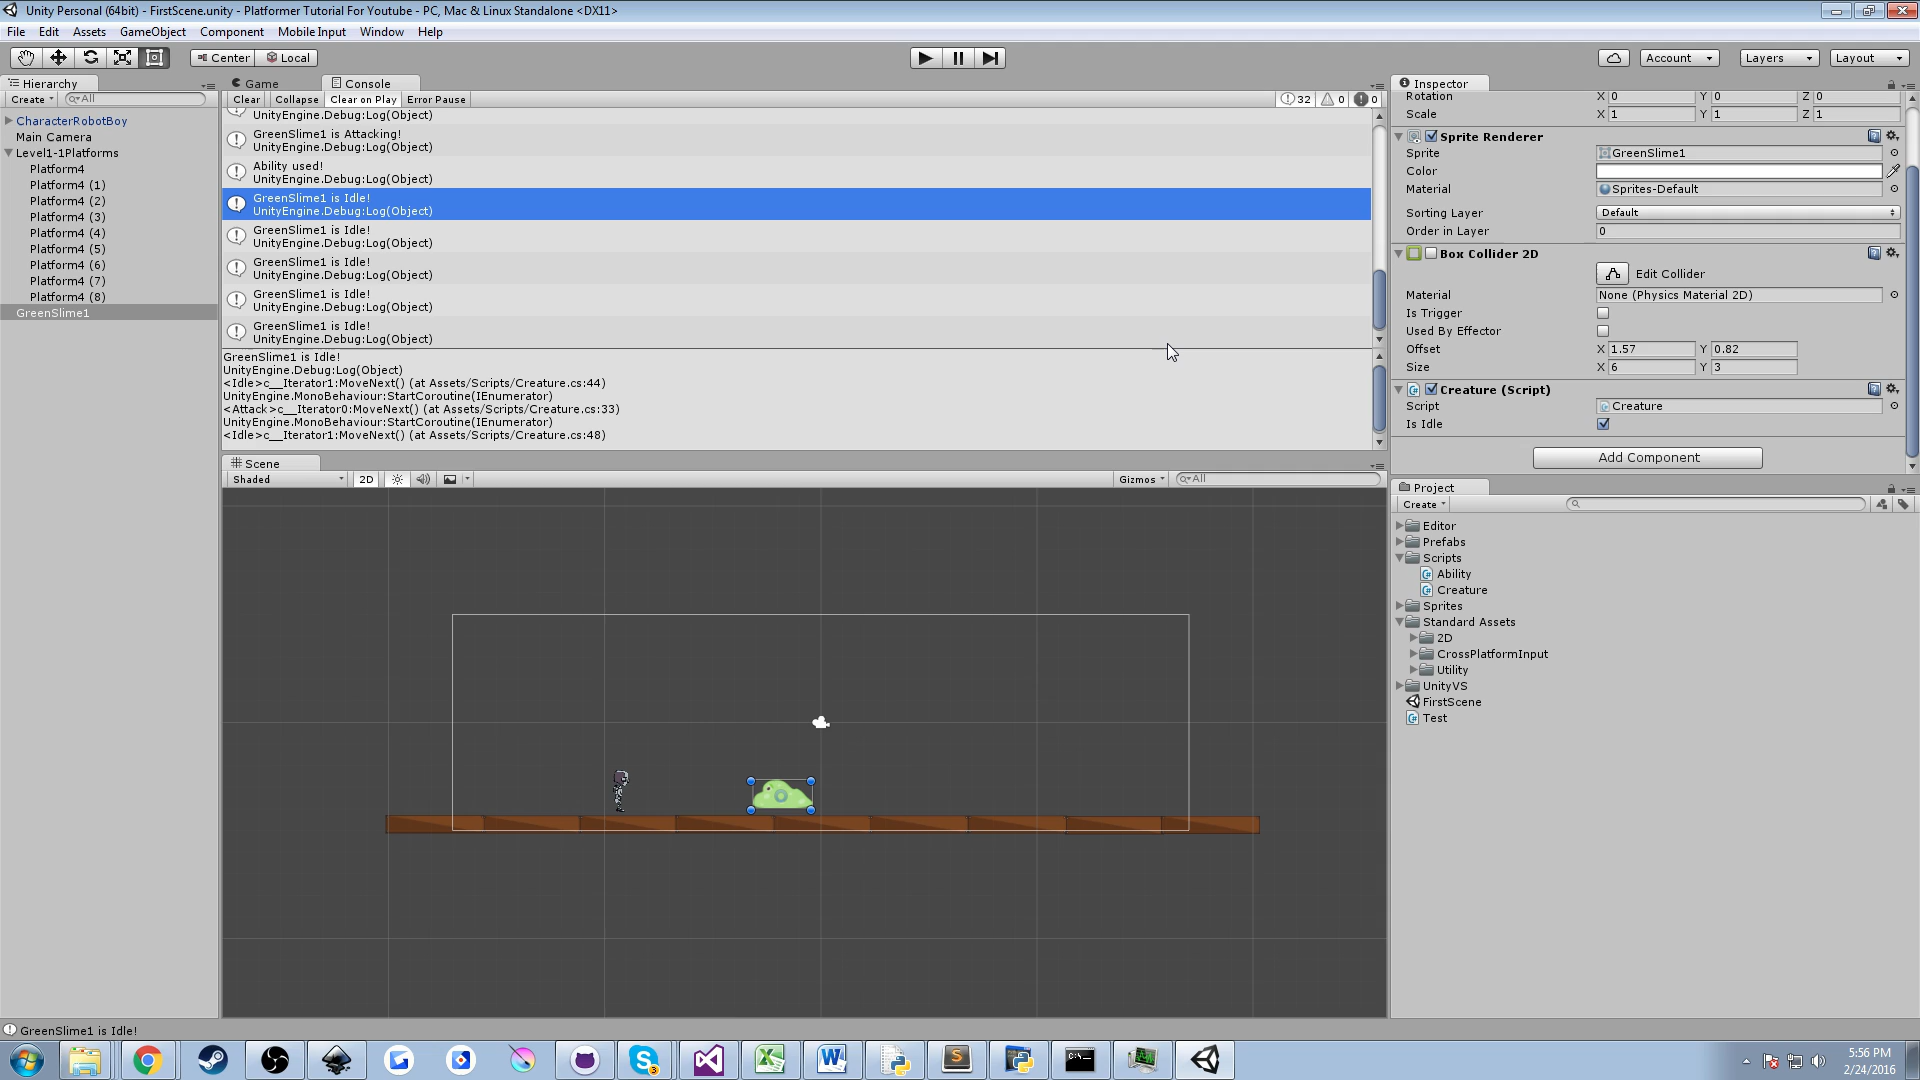 Unity Personal (64bit) - FirstScene.unity - Platformer Tutorial For Youtube - PC, Mac & Linux Standalone <DX11>
File Edit Assets GameObject Component Mobile Input Window Help
Center Local Account Layers Layout
Hierarchy
Create All
CharacterRobotBoy
Main Camera
Level1-1Platforms
Platform4
Platform4 (1)
Platform4 (2)
Platform4 (3)
Platform4 (4)
Platform4 (5)
Platform4 (6)
Platform4 (7)
Platform4 (8)
GreenSlime1
Game Console
Clear Collapse Clear on Play Error Pause 32 0 0
UnityEngine.Debug:Log(Object)
GreenSlime1 is Attacking!
UnityEngine.Debug:Log(Object)
Ability used!
UnityEngine.Debug:Log(Object)
GreenSlime1 is Idle!
UnityEngine.Debug:Log(Object)
GreenSlime1 is Idle!
UnityEngine.Debug:Log(Object)
GreenSlime1 is Idle!
UnityEngine.Debug:Log(Object)
GreenSlime1 is Idle!
UnityEngine.Debug:Log(Object)
GreenSlime1 is Idle!
UnityEngine.Debug:Log(Object)
GreenSlime1 is Idle!
UnityEngine.Debug:Log(Object)
<Idle>c__Iterator1:MoveNext() (at Assets/Scripts/Creature.cs:44)
UnityEngine.MonoBehaviour:StartCoroutine(IEnumerator)
<Attack>c__Iterator0:MoveNext() (at Assets/Scripts/Creature.cs:33)
UnityEngine.MonoBehaviour:StartCoroutine(IEnumerator)
<Idle>c__Iterator1:MoveNext() (at Assets/Scripts/Creature.cs:48)
Scene
Shaded 2D Gizmos All
Inspector
Rotation X 0 Y 0 Z 0
Scale X 1 Y 1 Z 1
Sprite Renderer
Sprite GreenSlime1
Color
Material Sprites-Default
Sorting Layer Default
Order in Layer 0
Box Collider 2D
Edit Collider
Material None (Physics Material 2D)
Is Trigger
Used By Effector
Offset X 1.57 Y 0.82
Size X 6 Y 3
Creature (Script)
Script Creature
Is Idle
Add Component
Project
Create
Editor
Prefabs
Scripts
Ability
Creature
Sprites
Standard Assets
2D
CrossPlatformInput
Utility
UnityVS
FirstScene
Test
GreenSlime1 is Idle!
5:56 PM
2/24/2016